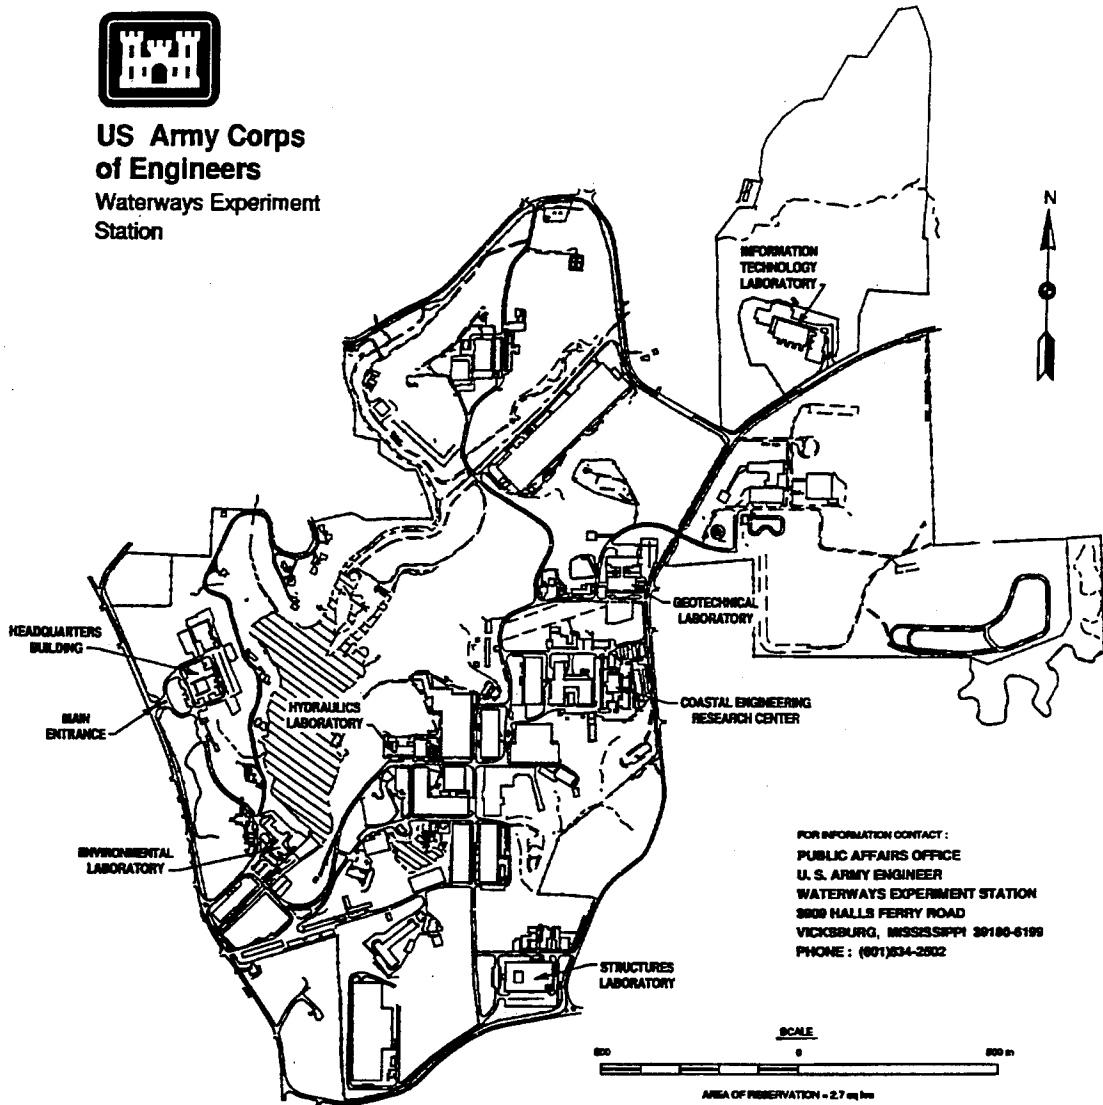 US Army Corps
of Engineers
Waterways Experiment
Station
N
INFORMATION
TECHNOLOGY
LABORATORY
GEOTECHNICAL
LABORATORY
HEADQUARTERS
BUILDING
MAIN
ENTRANCE
HYDRAULICS
LABORATORY
COASTAL ENGINEERING
RESEARCH CENTER
ENVIRONMENTAL
LABORATORY
FOR INFORMATION CONTACT :
PUBLIC AFFAIRS OFFICE
U. S. ARMY ENGINEER
WATERWAYS EXPERIMENT STATION
3909 HALLS FERRY ROAD
VICKSBURG, MISSISSIPPI 39180-6199
PHONE : (601)634-2502
STRUCTURES
LABORATORY
SCALE
500 0 500 m
AREA OF RESERVATION = 2.7 sq km